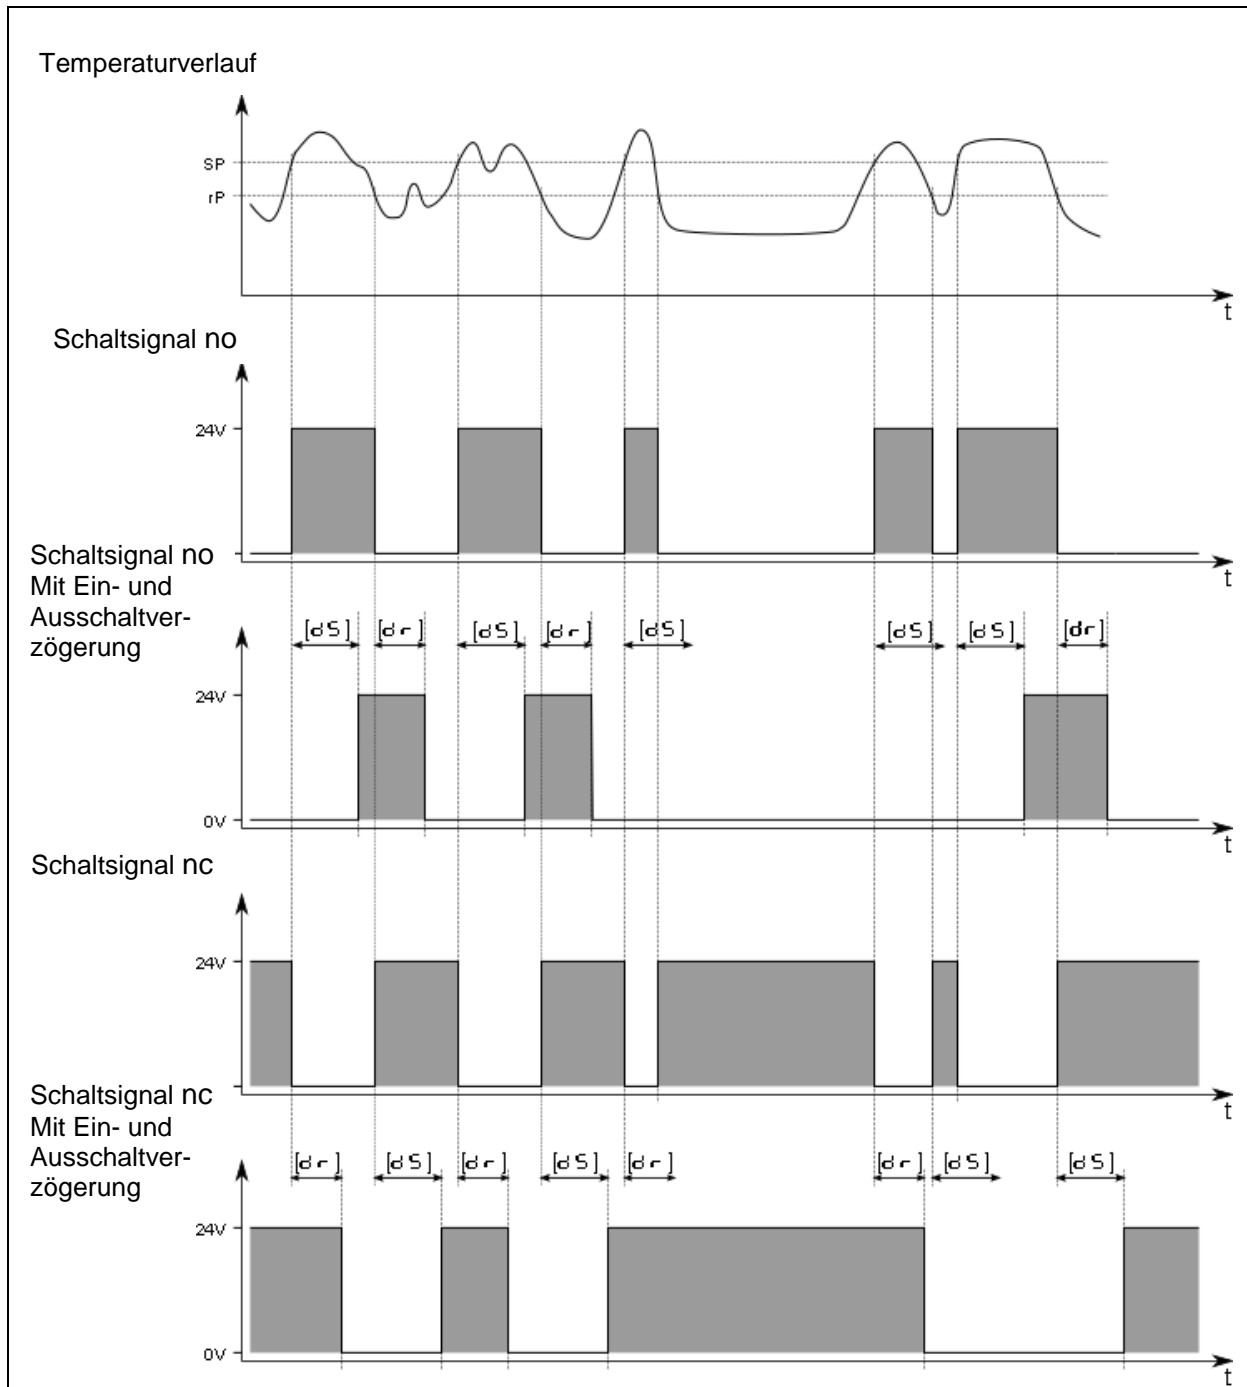 Temperaturverlauf
SP
rP
t
Schaltsignal no
24V
t
Schaltsignal no
Mit Ein- und
Ausschaltver-
zögerung
[dS] [dr] [dS] [dr] [dS] [dS] [dS] [dr]
24V
0V
t
Schaltsignal nc
24V
t
Schaltsignal nc
Mit Ein- und
Ausschaltver-
zögerung
[dr] [dS] [dr] [dS] [dr] [dr] [dS] [dS]
24V
0V
t